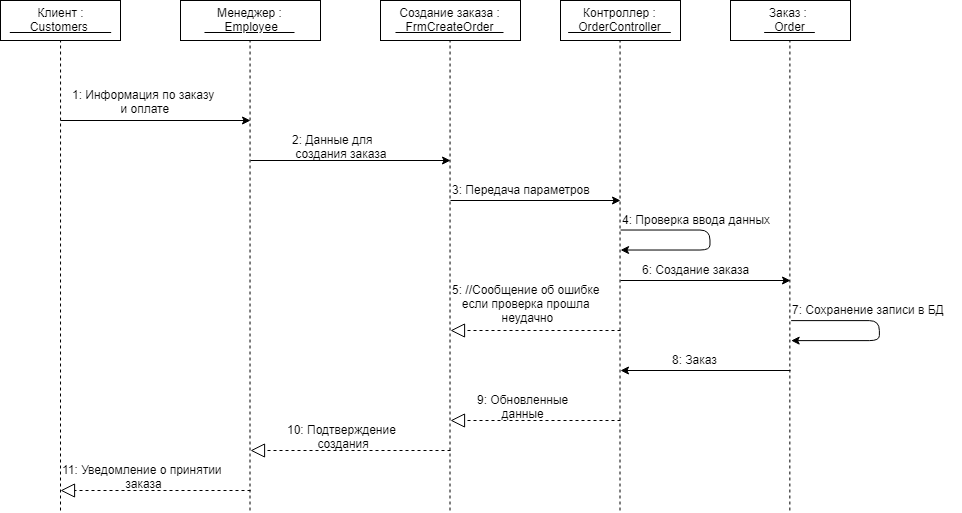 Клиент :
Customers
Менеджер :
Employee
Создание заказа :
FrmCreateOrder
Контроллер :
OrderController
Заказ :
Order
1: Информация по заказу
и оплате
2: Данные для
создания заказа
3: Передача параметров
4: Проверка ввода данных
6: Создание заказа
5: //Сообщение об ошибке
если проверка прошла
неудачно
7: Сохранение записи в БД
8: Заказ
9: Обновленные
данные
10: Подтверждение
создания
11: Уведомление о принятии
заказа